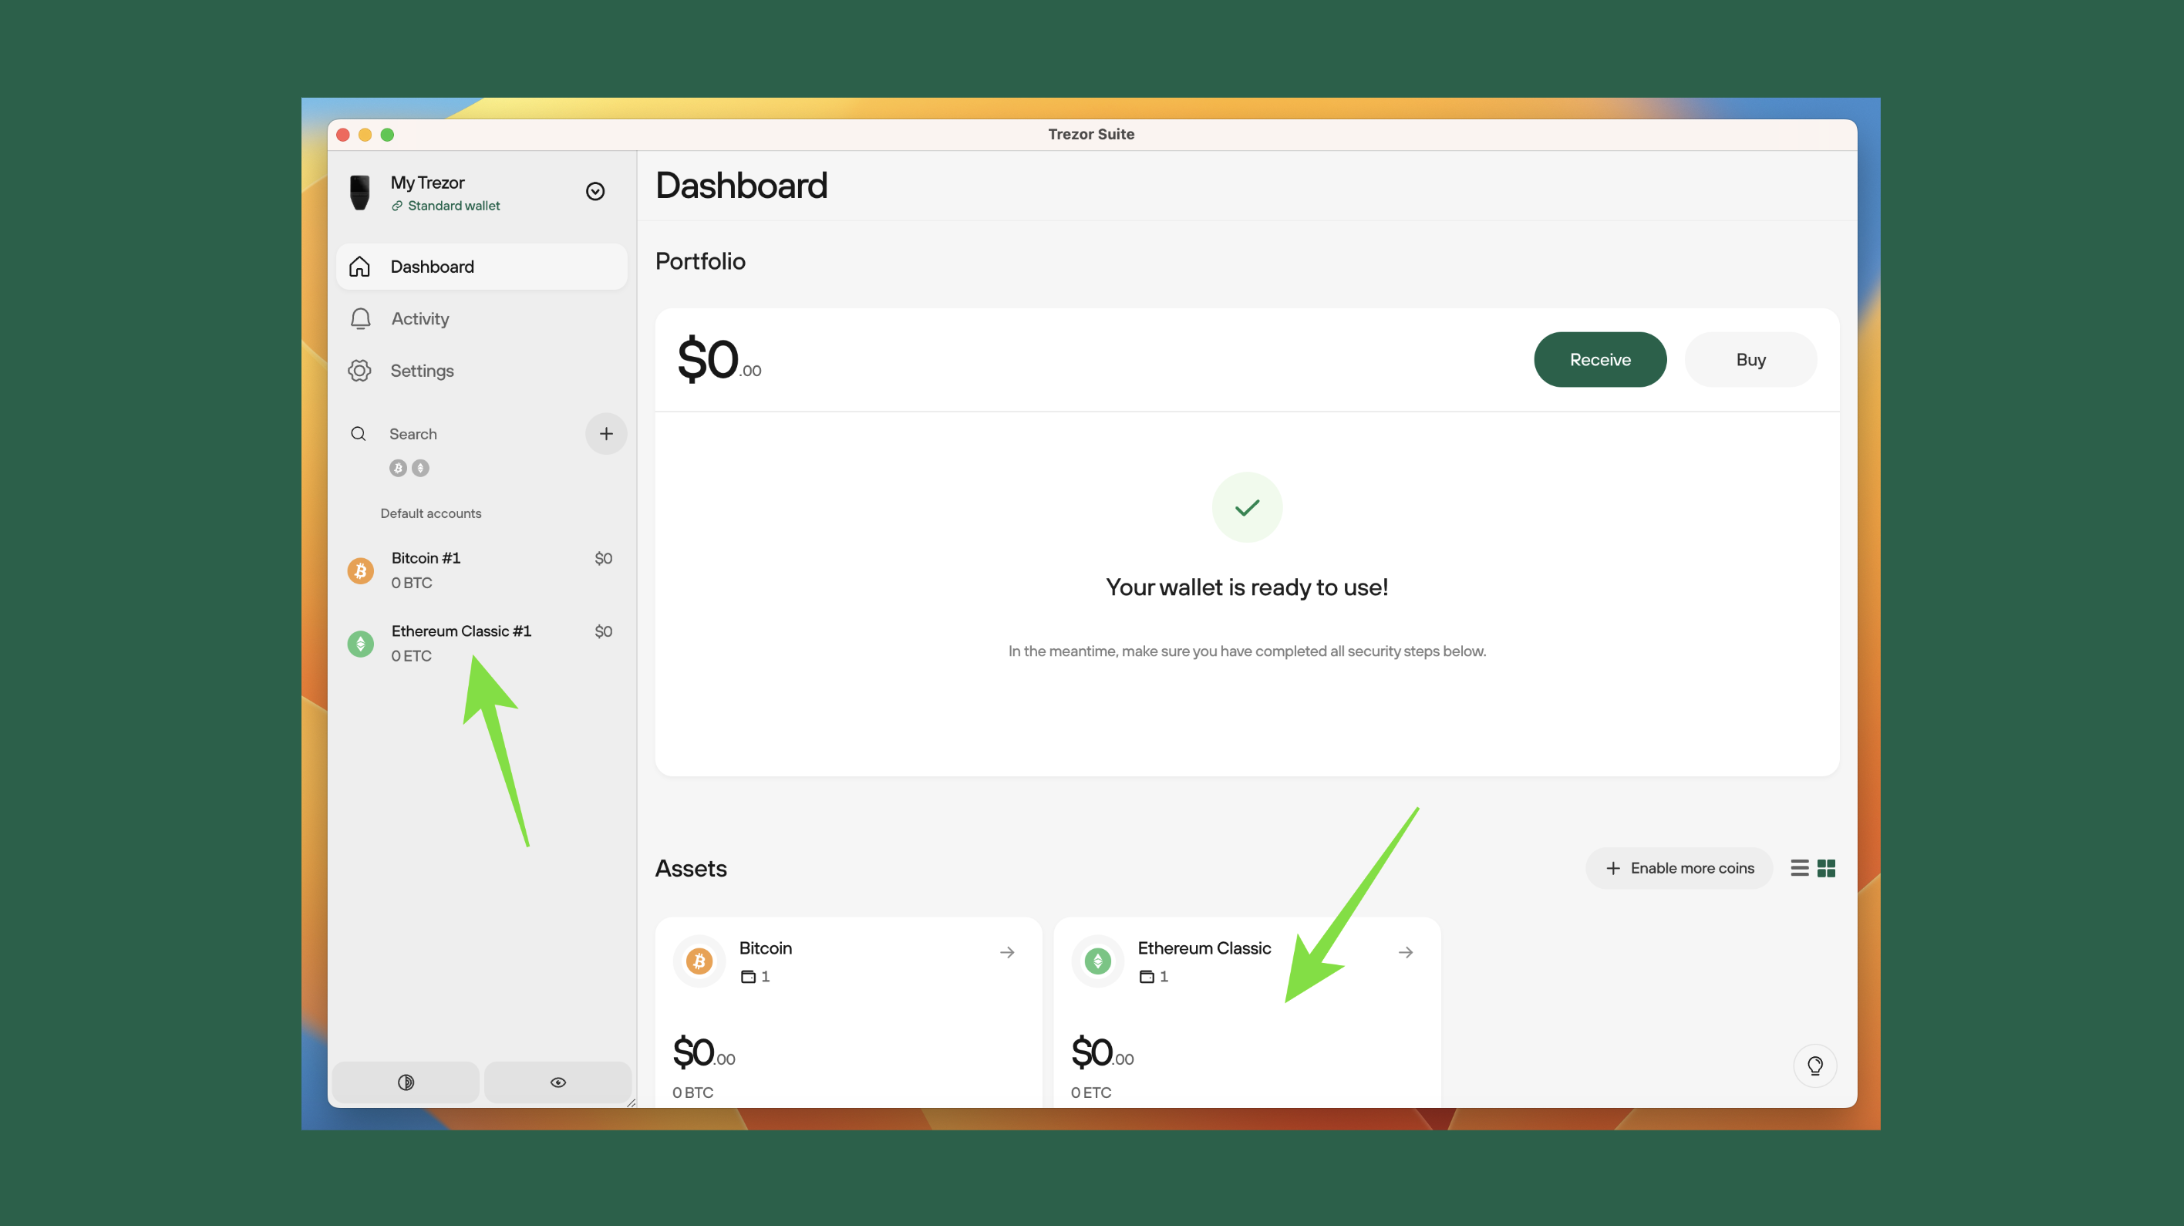 Trezor Suite
My Trezor
Standard wallet
Dashboard
Activity
Settings
Search
Default accounts
Bitcoin #1 $0
0 BTC
Ethereum Classic #1 $0
0 ETC
Dashboard
Portfolio
$0.00
Receive
Buy
Your wallet is ready to use!
In the meantime, make sure you have completed all security steps below.
Assets
+ Enable more coins
Bitcoin
1
$0.00
0 BTC
Ethereum Classic
1
$0.00
0 ETC